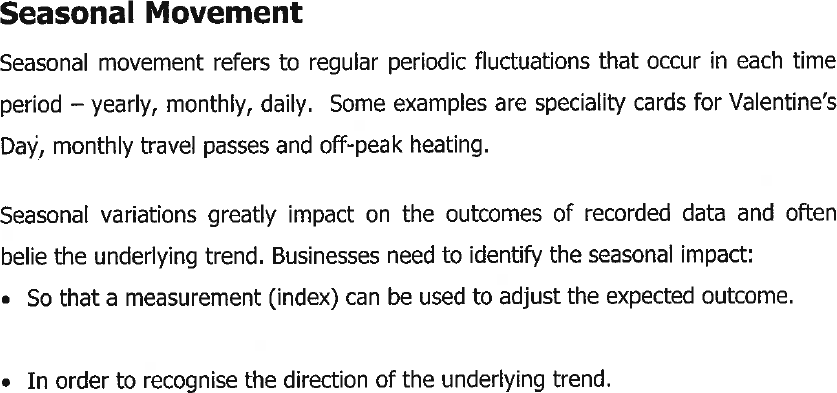 Seasonal Movement
Seasonal movement refers to regular periodic fluctuations that occur in each time
period – yearly, monthly, daily.  Some examples are speciality cards for Valentine's
Day, monthly travel passes and off-peak heating.
Seasonal variations greatly impact on the outcomes of recorded data and often
belie the underlying trend. Businesses need to identify the seasonal impact:
• So that a measurement (index) can be used to adjust the expected outcome.
• In order to recognise the direction of the underlying trend.